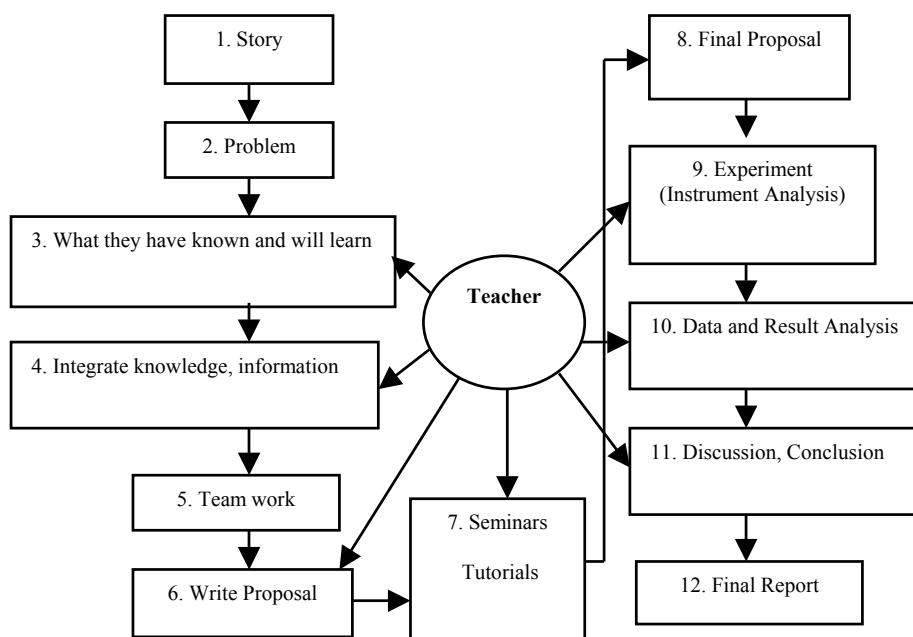 1. Story
2. Problem
3. What they have known and will learn
4. Integrate knowledge, information
5. Team work
6. Write Proposal
Teacher
7. Seminars
Tutorials
8. Final Proposal
9. Experiment
(Instrument Analysis)
10. Data and Result Analysis
11. Discussion, Conclusion
12. Final Report